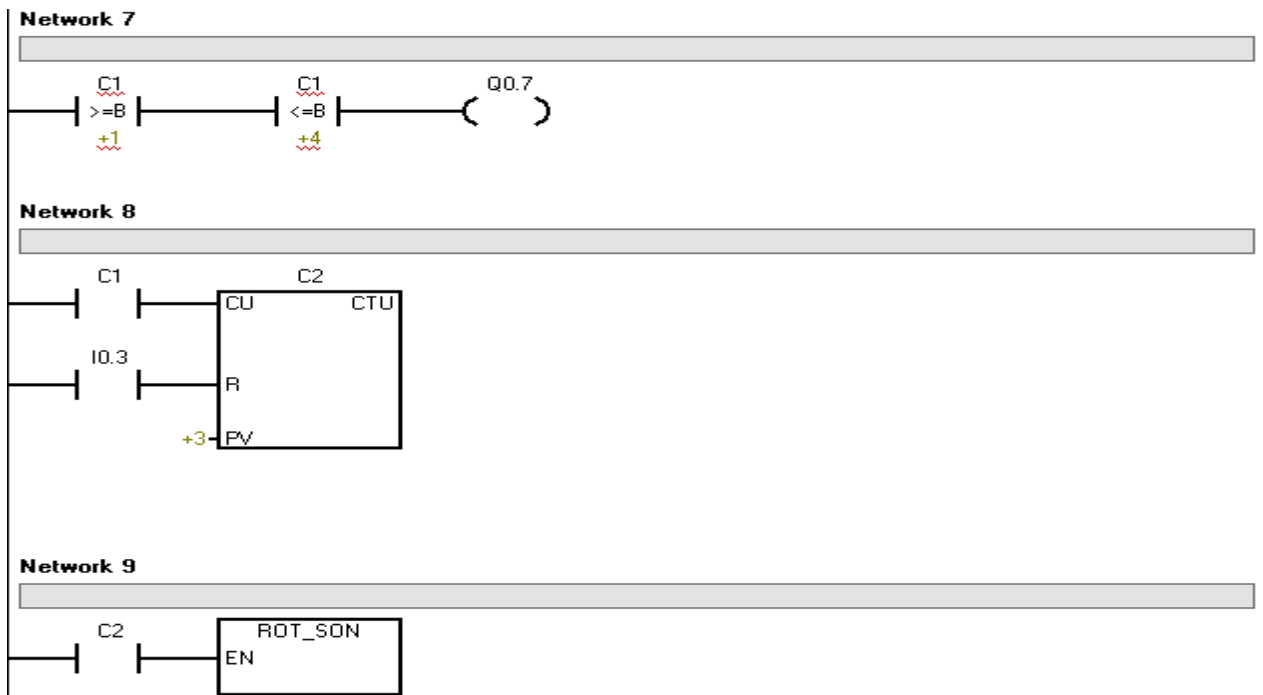 Network 7
C1 C1 Q0.7
>=B <=B
+1 +4
Network 8
C1 C2
CU CTU
I0.3
R
+3 PV
Network 9
C2 ROT_SON
EN